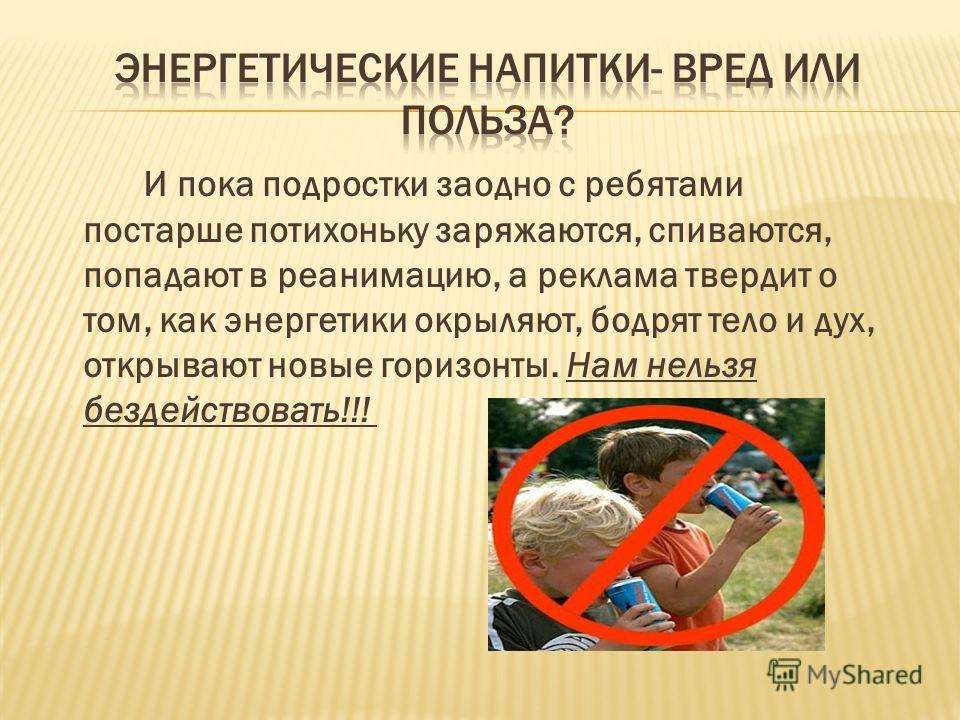 ЭНЕРГЕТИЧЕСКИЕ НАПИТКИ- ВРЕД ИЛИ
ПОЛЬЗА?
И пока подростки заодно с ребятами
постарше потихоньку заряжаются, спиваются,
попадают в реанимацию, а реклама твердит о
том, как энергетики окрыляют, бодрят тело и дух,
открывают новые горизонты. Нам нельзя
бездействовать!!!
MyShared